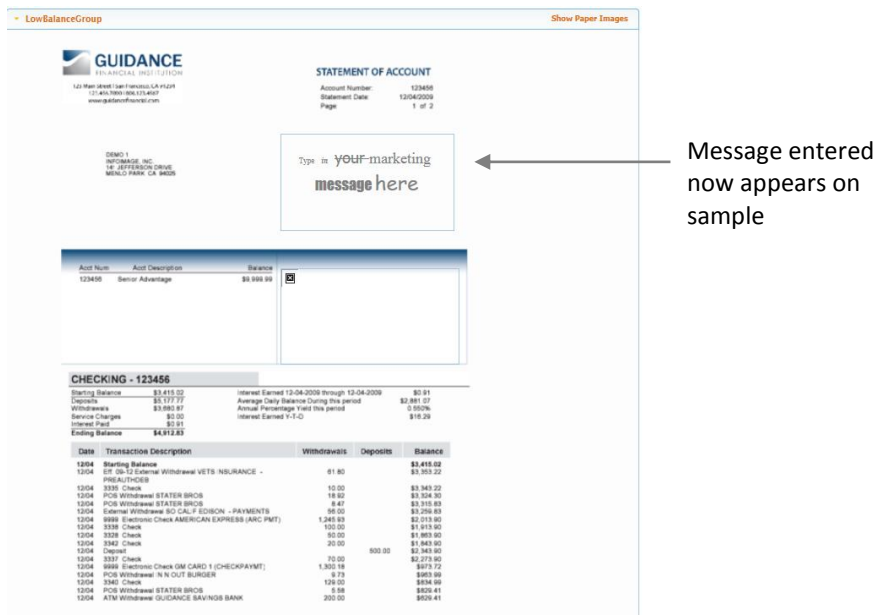 LowBalanceGroup Show Paper Images
GUIDANCE
FINANCIAL INSTITUTION
STATEMENT OF ACCOUNT
Account Number: 123456
Statement Date: 12/04/2009
Page 1 of 2
DEMO 1
INFOIMAGE, INC.
141 JEFFERSON DRIVE
MENLO PARK CA 94025
Type in your marketing
message here
Message entered
now appears on
sample
Acct Num Acct Description Balance
123456 Senior Advantage $9,999.99
CHECKING - 123456
Starting Balance $3,415.02 Interest Earned 12-04-2009 through 12-04-2009 $0.91
Deposits $5,177.77 Average Daily Balance During this period $2,881.07
Withdrawals $3,680.87 Annual Percentage Yield this period 0.550%
Service Charges $0.00 Interest Earned Y-T-D $16.29
Interest Paid $0.91
Ending Balance $4,912.83
Date Transaction Description Withdrawals Deposits Balance
12/04 Starting Balance $3,415.02
12/04 Eff. 09-12 External Withdrawal VETS INSURANCE - 61.80 $3,353.22
PREAUTHDEB
12/04 3335 Check 10.00 $3,343.22
12/04 POS Withdrawal STATER BROS 18.92 $3,324.30
12/04 POS Withdrawal STATER BROS 8.47 $3,315.83
12/04 External Withdrawal SO CALIF EDISON - PAYMENTS 56.00 $3,259.83
12/04 9999 Electronic Check AMERICAN EXPRESS (ARC PMT) 1,245.93 $2,013.90
12/04 3338 Check 100.00 $1,913.90
12/04 3328 Check 50.00 $1,863.90
12/04 3342 Check 20.00 $1,843.90
12/04 Deposit 500.00 $2,343.90
12/04 3337 Check 70.00 $2,273.90
12/04 9999 Electronic Check GM CARD 1 (CHECKPAYMT) 1,300.18 $973.72
12/04 POS Withdrawal IN N OUT BURGER 9.73 $963.99
12/04 3340 Check 129.00 $834.99
12/04 POS Withdrawal STATER BROS 5.58 $829.41
12/04 ATM Withdrawal GUIDANCE SAVINGS BANK 200.00 $629.41